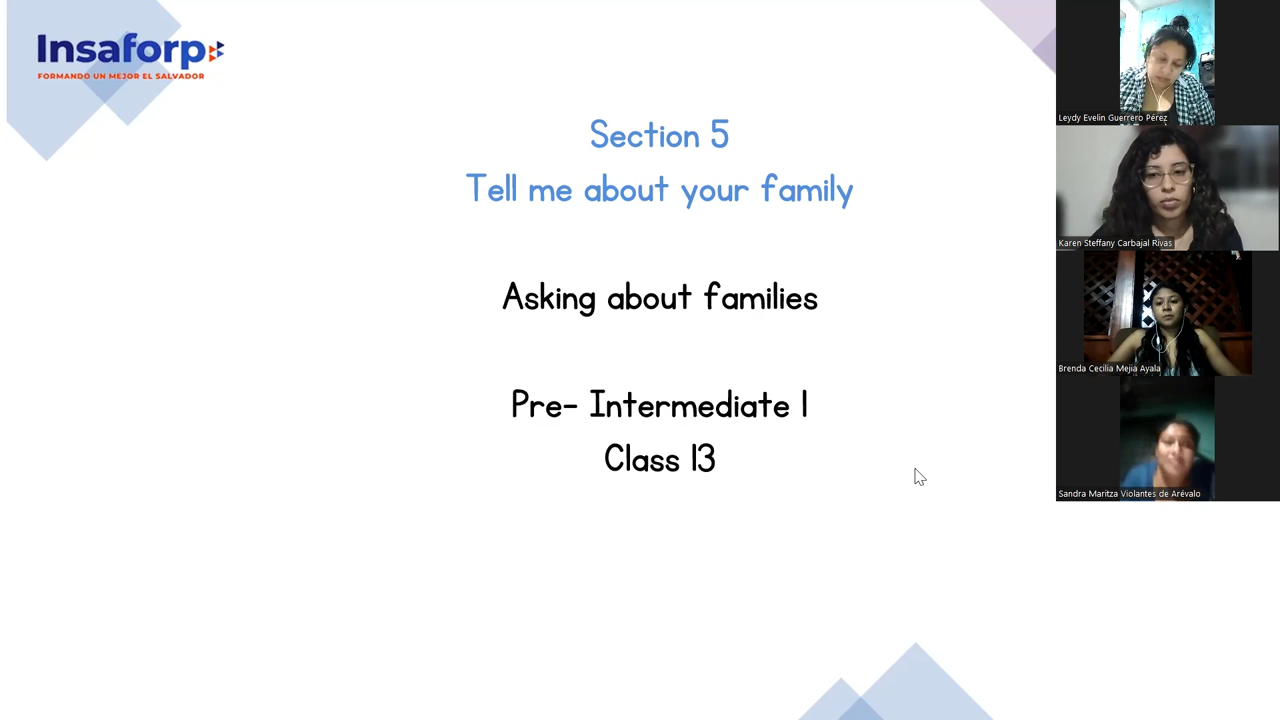 Insaforp
FORMANDO UN MEJOR EL SALVADOR
Section 5
Tell me about your family
Asking about families
Pre- Intermediate 1
Class 13
Leydy Evelin Guerrero Pérez
Karen Steffany Carbajal Rivas
Brenda Cecilia Mejia Ayala
Sandra Maritza Violantes de Arévalo